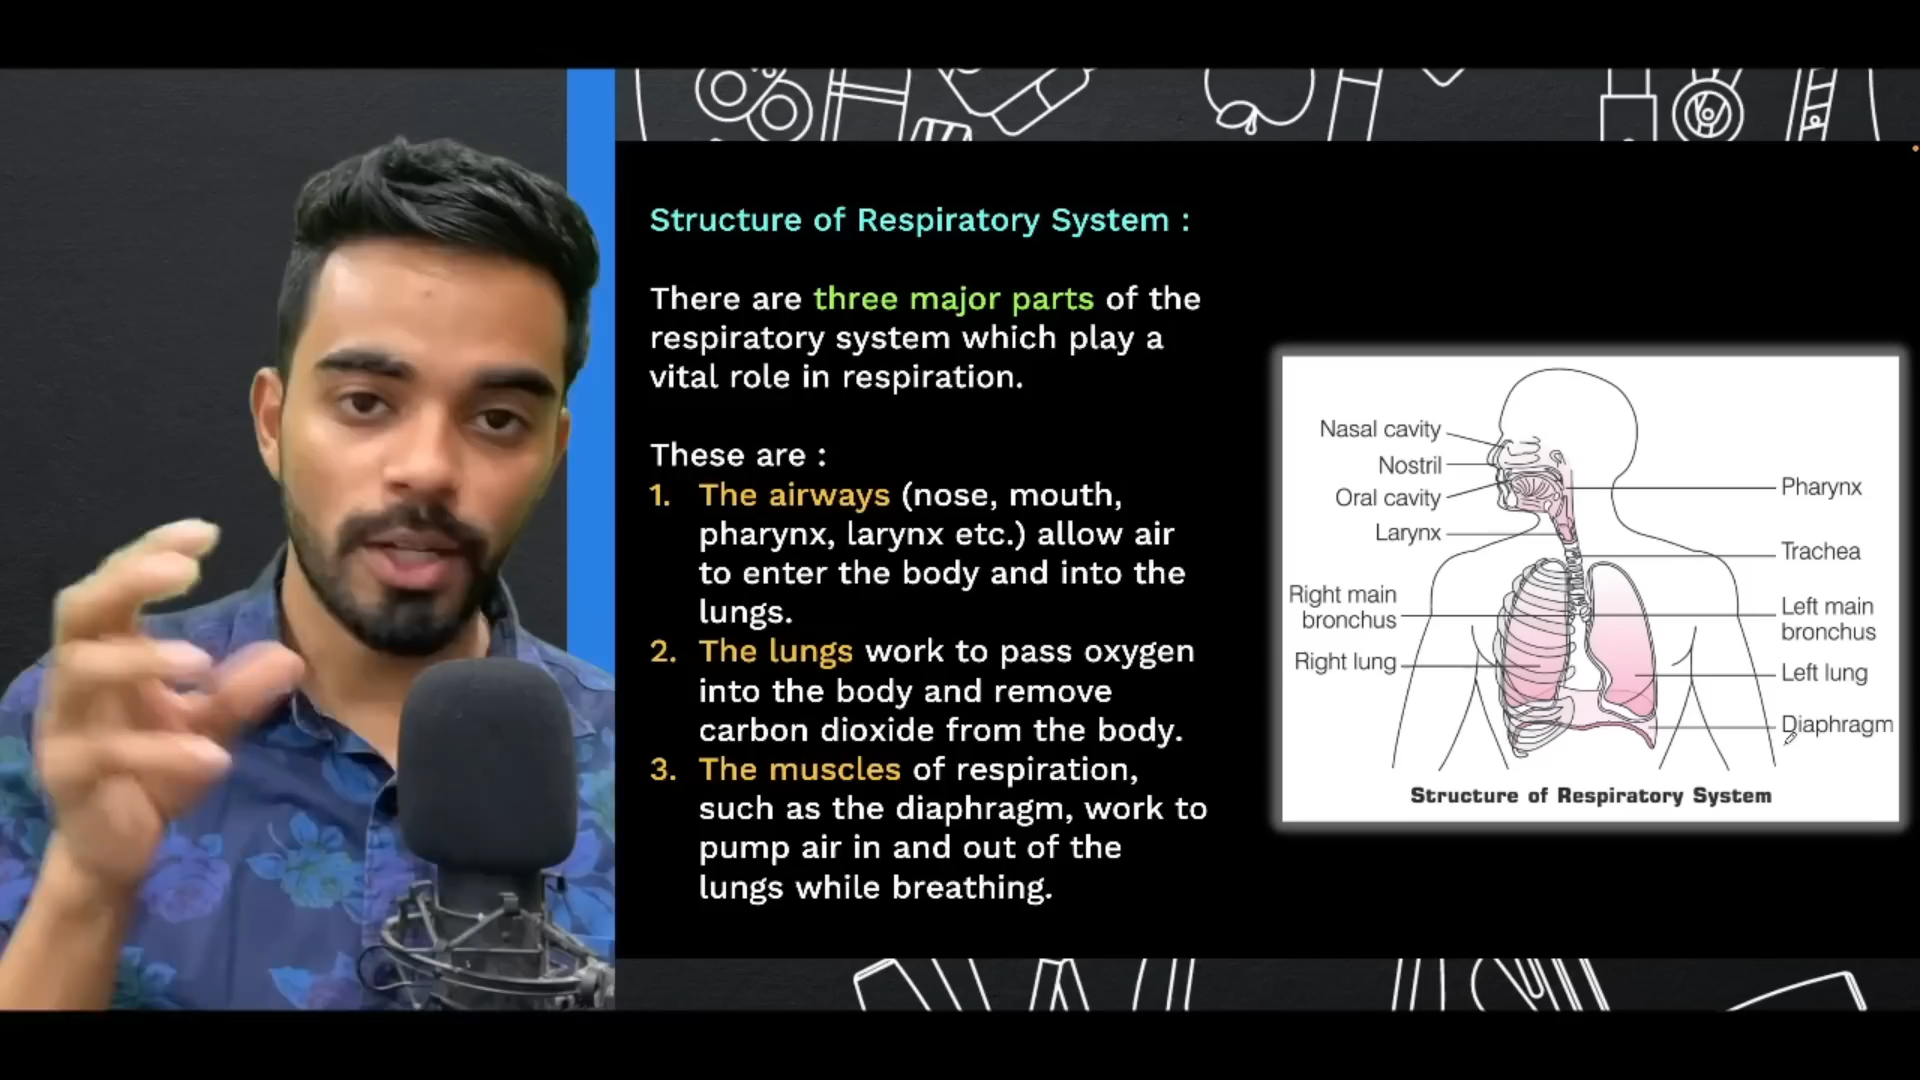 Structure of Respiratory System :
There are three major parts of the
respiratory system which play a
vital role in respiration.
These are :
1. The airways (nose, mouth,
pharynx, larynx etc.) allow air
to enter the body and into the
lungs.
2. The lungs work to pass oxygen
into the body and remove
carbon dioxide from the body.
3. The muscles of respiration,
such as the diaphragm, work to
pump air in and out of the
lungs while breathing.
Nasal cavity
Nostril
Oral cavity
Larynx
Right main
bronchus
Right lung
Pharynx
Trachea
Left main
bronchus
Left lung
Diaphragm
Structure of Respiratory System